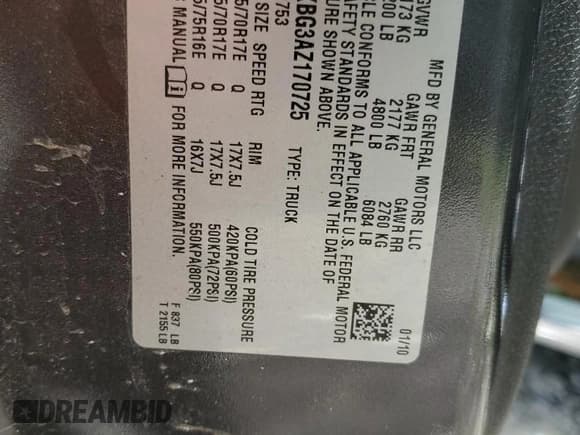 MFD BY GENERAL MOTORS LLC 01/10
GVWR GAWR FRT GAWR RR
173 KG 2177 KG 2760 KG
200 LB 4800 LB 6084 LB
CLE CONFORMS TO ALL APPLICABLE U.S. FEDERAL MOTOR
AFETY STANDARDS IN EFFECT ON THE DATE OF
URE SHOWN ABOVE.
BG3AZ170725 TYPE: TRUCK
753
SIZE SPEED RTG RIM COLD TIRE PRESSURE
5/70R17E Q 17X7.5J 420KPA(60PSI)
5/70R17E Q 17X7.5J 500KPA(72PSI)
5/75R16E Q 16X7J 550KPA(80PSI)
S MANUAL FOR MORE INFORMATION.
F 837 LB
T 2155 LB
DREAMBID